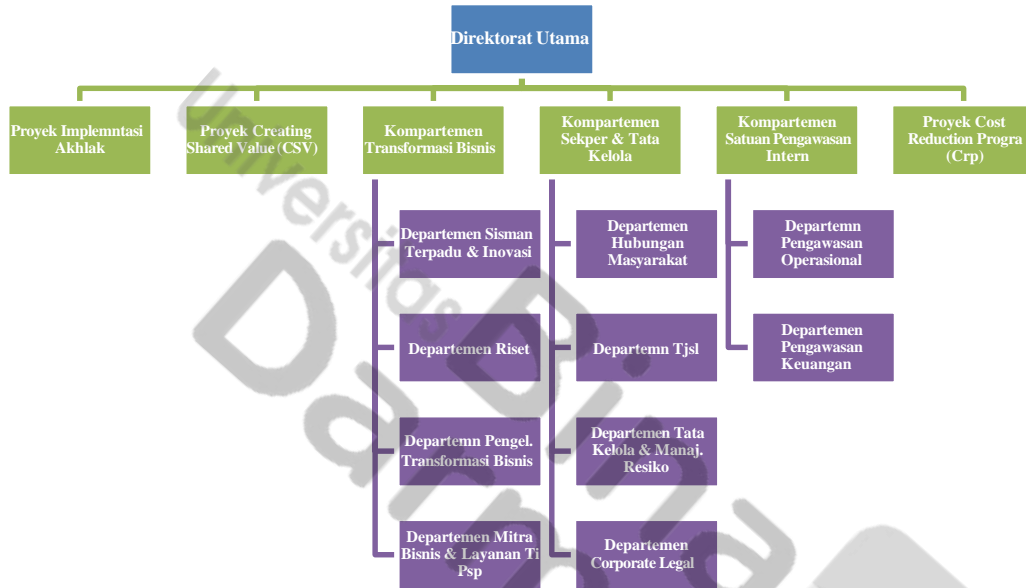 Direktorat Utama
Proyek Implemntasi
Akhlak
Proyek Creating
Shared Value (CSV)
Kompartemen
Transformasi Bisnis
Kompartemen
Sekper & Tata
Kelola
Kompartemen
Satuan Pengawasan
Intern
Proyek Cost
Reduction Progra
(Crp)
Departemen Sisman
Terpadu & Inovasi
Departemen
Hubungan
Masyarakat
Departemn
Pengawasan
Operasional
Departemen Riset
Departemn Tjsl
Departemen
Pengawasan
Keuangan
Departemn Pengel.
Transformasi Bisnis
Departemen Tata
Kelola & Manaj.
Resiko
Departemen Mitra
Bisnis & Layanan Ti
Psp
Departemen
Corporate Legal
Universitas
Bina
Darm